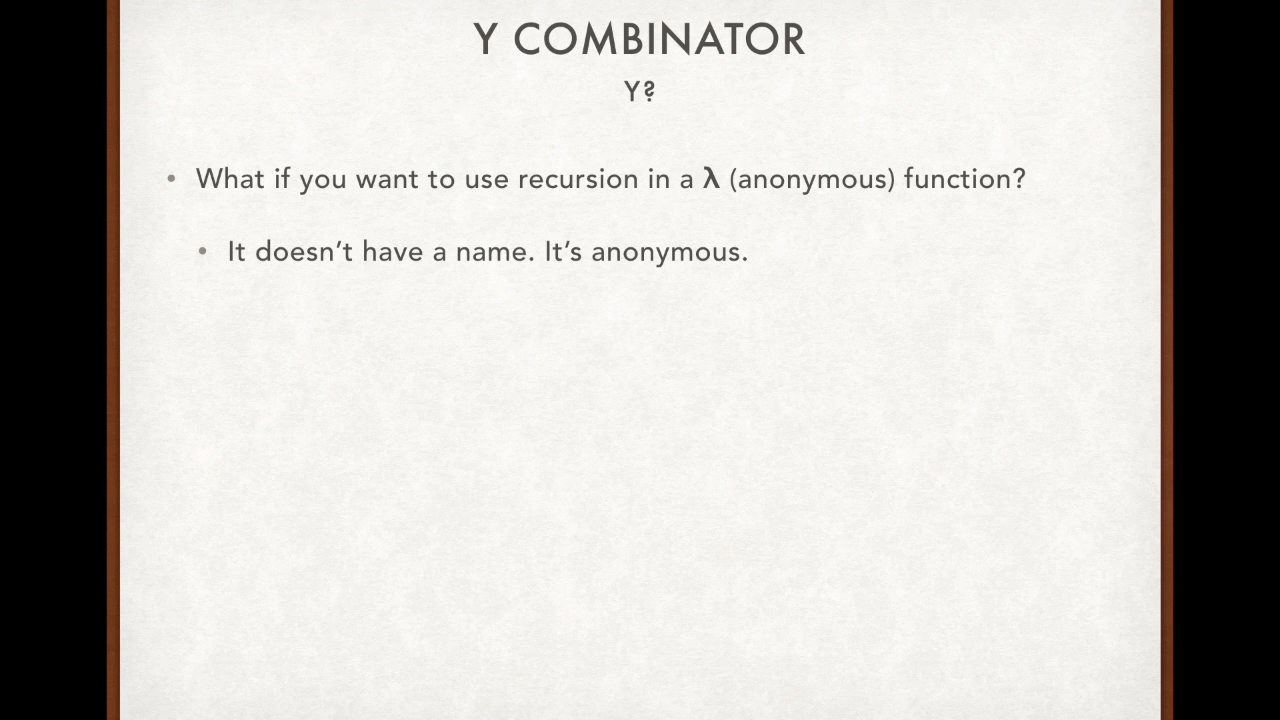 Y COMBINATOR
Y?
• What if you want to use recursion in a λ (anonymous) function?
• It doesn’t have a name. It’s anonymous.